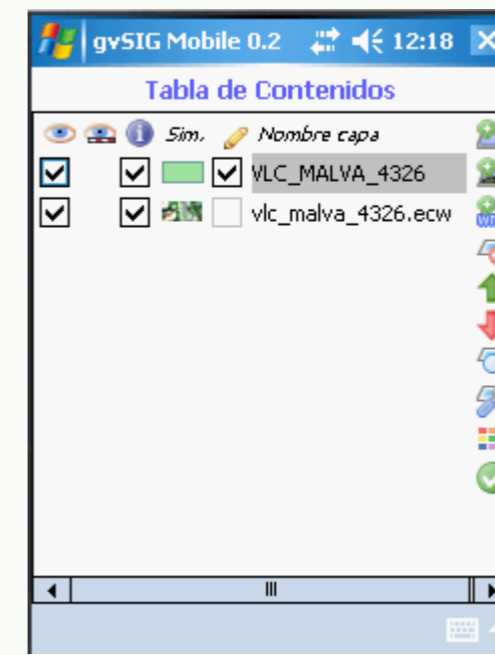 gvSIG Mobile 0.2 12:18
Tabla de Contenidos
Sim. Nombre capa
VLC_MALVA_4326
vlc_malva_4326.ecw